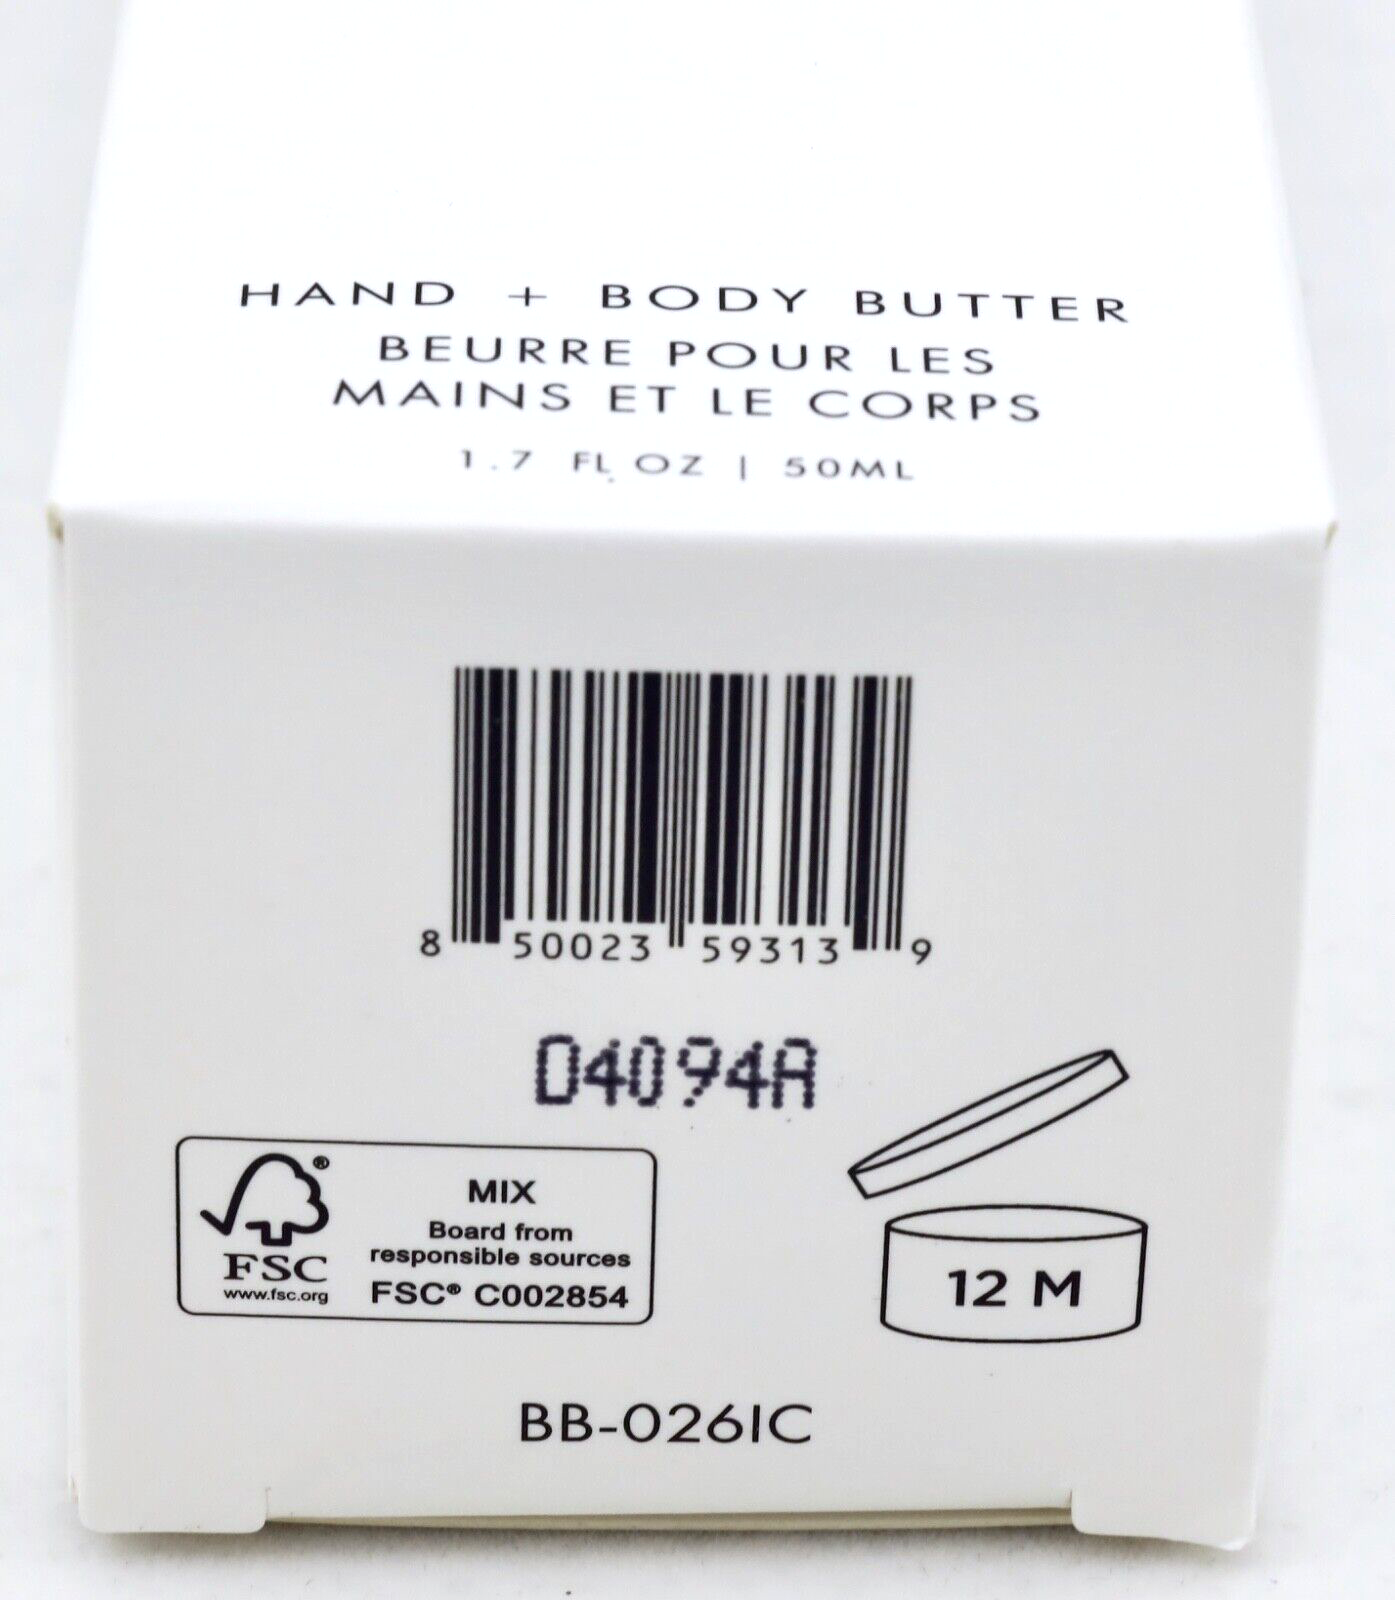 HAND + BODY BUTTER
BEURRE POUR LES
MAINS ET LE CORPS
1.7 FL OZ | 50ML
8 50023 59313 9
04094A
®
MIX
Board from
responsible sources
FSC
www.fsc.org
FSC® C002854
12 M
BB-026IC